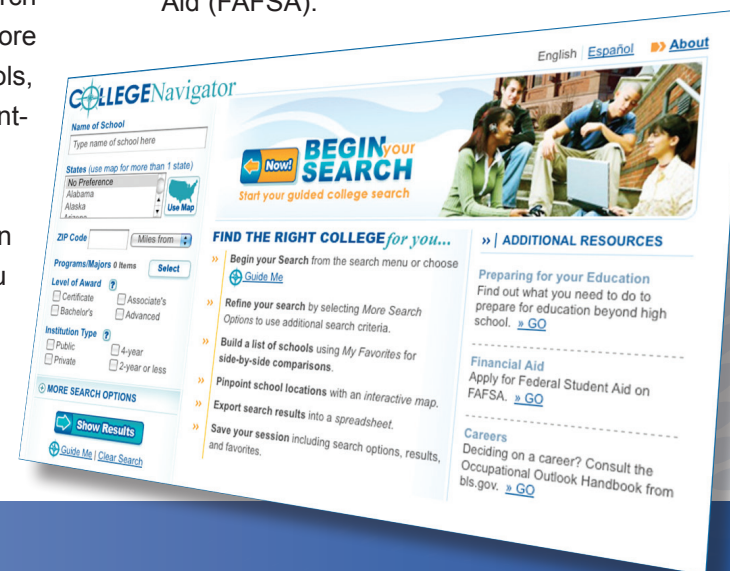 rch
ore
ols,
nt-
n
u
Aid (FAFSA).
English | Español About
COLLEGENavigator
Name of School
Type name of school here
States (use map for more than 1 state)
No Preference
Alabama
Alaska
Arizona
Use Map
ZIP Code Miles from
Programs/Majors 0 Items Select
Level of Award ?
Certificate Associate's
Bachelor's Advanced
Institution Type ?
Public 4-year
Private 2-year or less
MORE SEARCH OPTIONS
Show Results
Guide Me | Clear Search
Now! BEGIN your
SEARCH
Start your guided college search
FIND THE RIGHT COLLEGE for you...
» Begin your Search from the search menu or choose
Guide Me
» Refine your search by selecting More Search
Options to use additional search criteria.
» Build a list of schools using My Favorites for
side-by-side comparisons.
» Pinpoint school locations with an interactive map.
» Export search results into a spreadsheet.
» Save your session including search options, results,
and favorites.
» | ADDITIONAL RESOURCES
Preparing for your Education
Find out what you need to do to
prepare for education beyond high
school. » GO
Financial Aid
Apply for Federal Student Aid on
FAFSA. » GO
Careers
Deciding on a career? Consult the
Occupational Outlook Handbook from
bls.gov. » GO